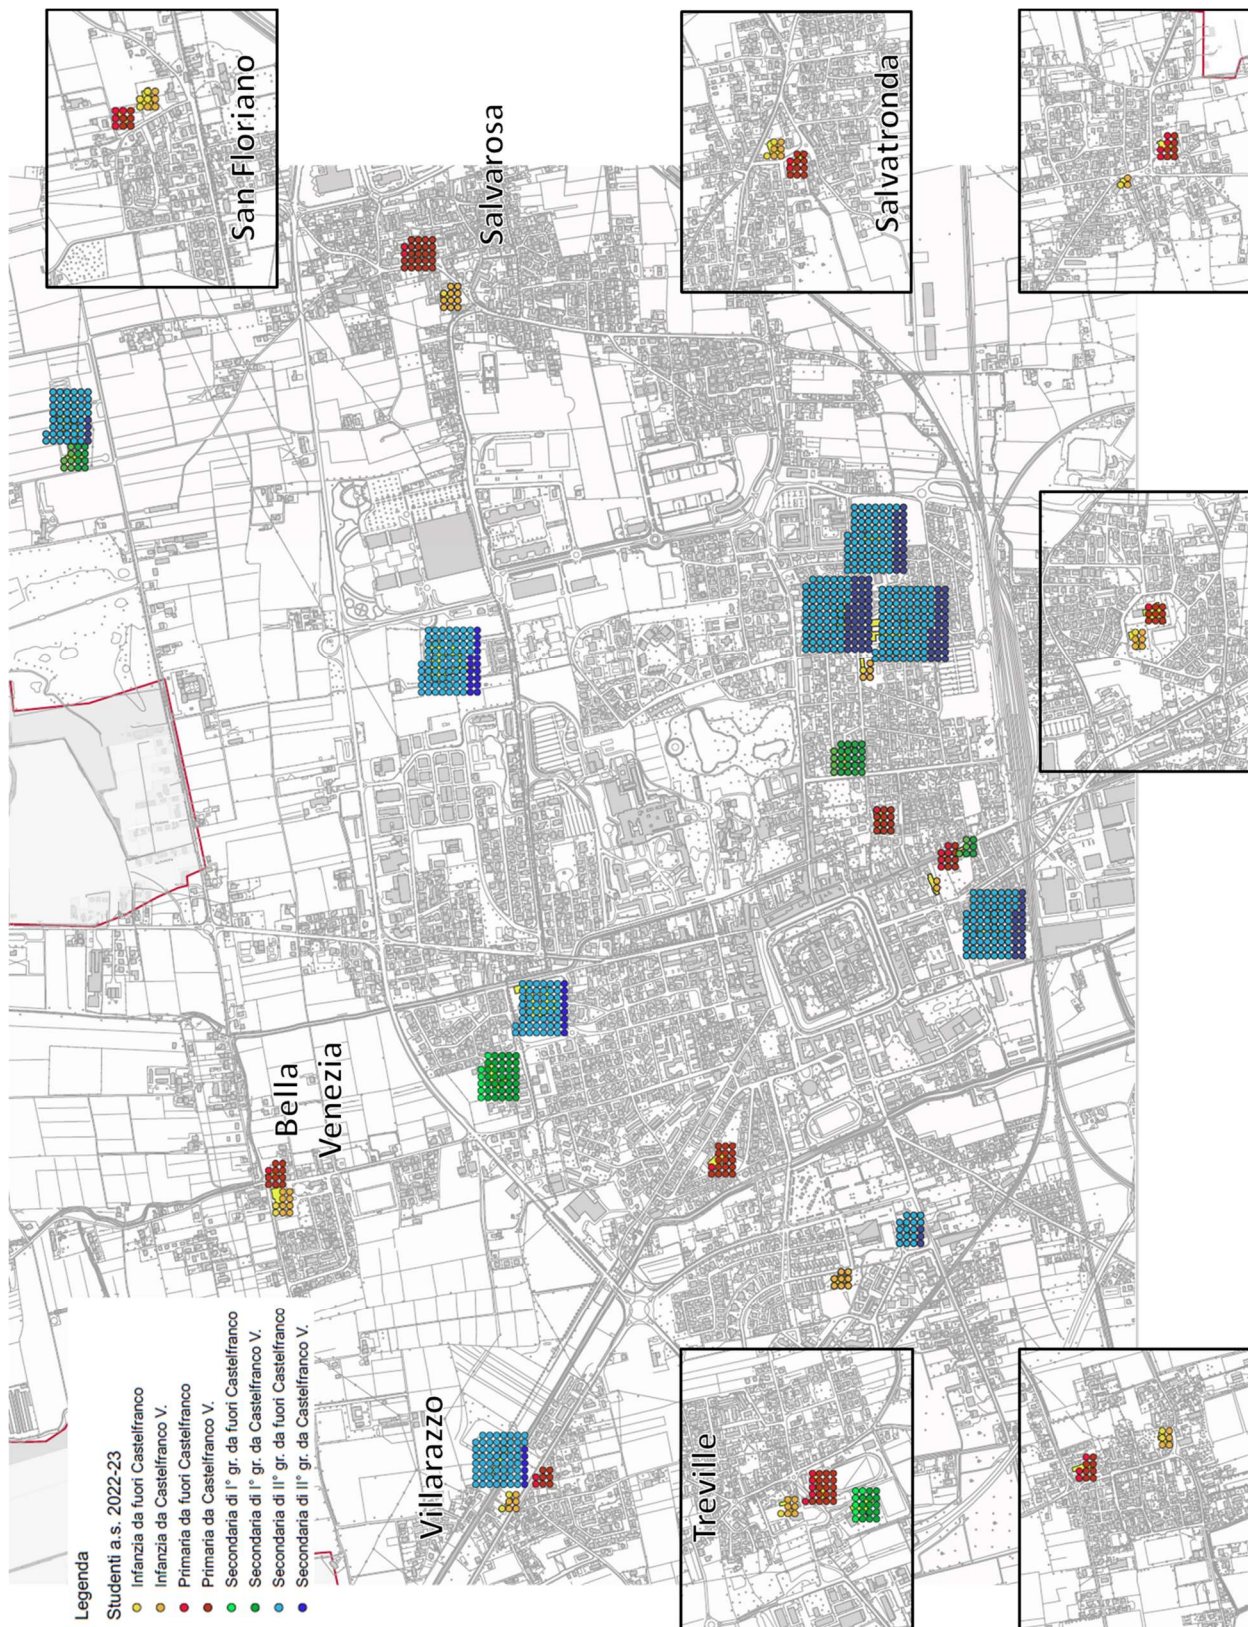 Legenda
Studenti a.s. 2022-23
Infanzia da fuori Castelfranco
Infanzia da Castelfranco V.
Primaria da fuori Castelfranco
Primaria da Castelfranco V.
Secondaria di I° gr. da fuori Castelfranco
Secondaria di I° gr. da Castelfranco V.
Secondaria di II° gr. da fuori Castelfranco
Secondaria di II° gr. da Castelfranco V.
Villarazzo
Bella
Venezia
Salvarosa
San Floriano
Treville
Salvatronda